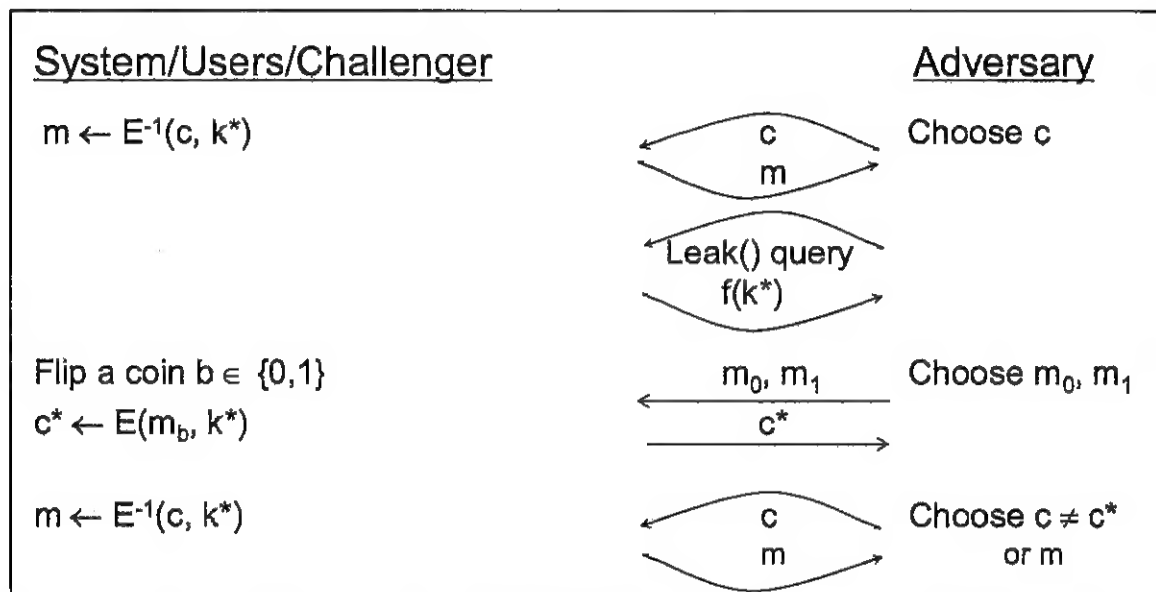 System/Users/Challenger Adversary
m ← E⁻¹(c, k*) c Choose c
m
Leak() query
f(k*)
Flip a coin b ∈ {0,1} m₀, m₁ Choose m₀, m₁
c* ← E(m_b, k*) c*
m ← E⁻¹(c, k*) c Choose c ≠ c*
m or m